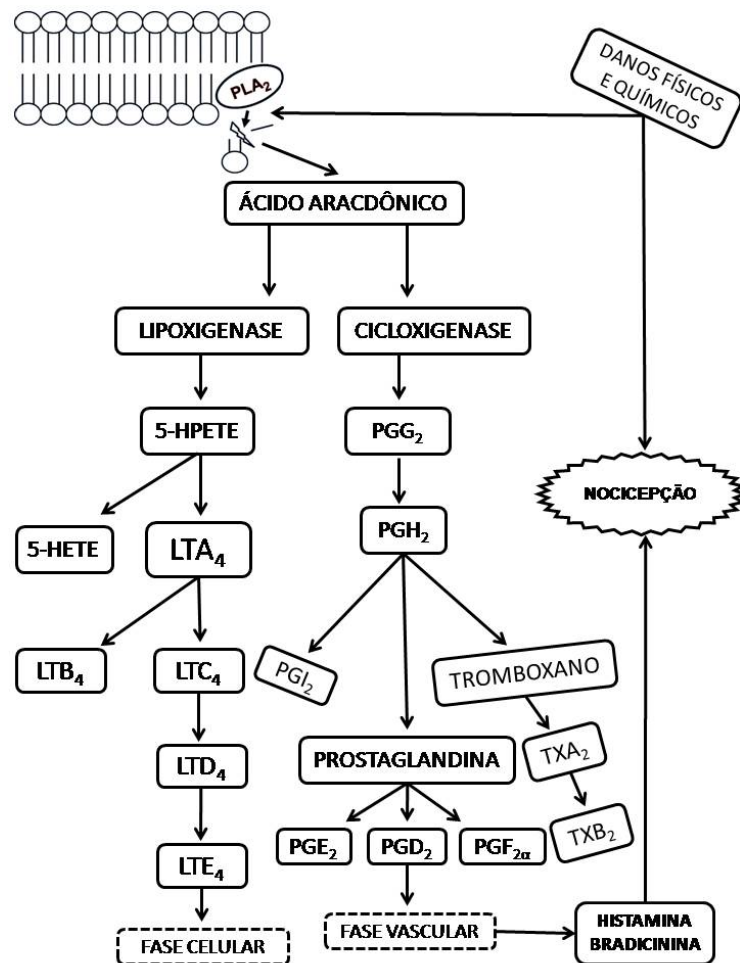 DANOS FÍSICOS
E QUÍMICOS
PLA₂
ÁCIDO ARACDÔNICO
LIPOXIGENASE
CICLOXIGENASE
5-HPETE
PGG₂
NOCICEPÇÃO
5-HETE
LTA₄
PGH₂
LTB₄
LTC₄
PGI₂
TROMBOXANO
LTD₄
PROSTAGLANDINA
TXA₂
TXB₂
LTE₄
PGE₂
PGD₂
PGF₂α
FASE CELULAR
FASE VASCULAR
HISTAMINA
BRADICININA